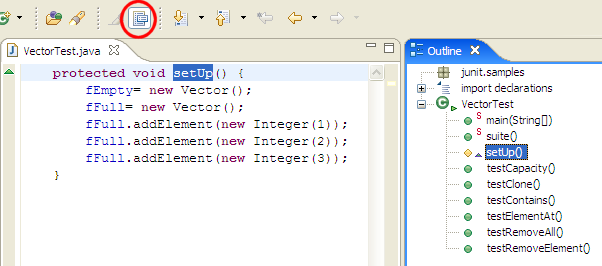 VectorTest.java
protected void setUp() {
fEmpty= new Vector();
fFull= new Vector();
fFull.addElement(new Integer(1));
fFull.addElement(new Integer(2));
fFull.addElement(new Integer(3));
}
Outline
junit.samples
import declarations
VectorTest
main(String[])
suite()
setUp()
testCapacity()
testClone()
testContains()
testElementAt()
testRemoveAll()
testRemoveElement()